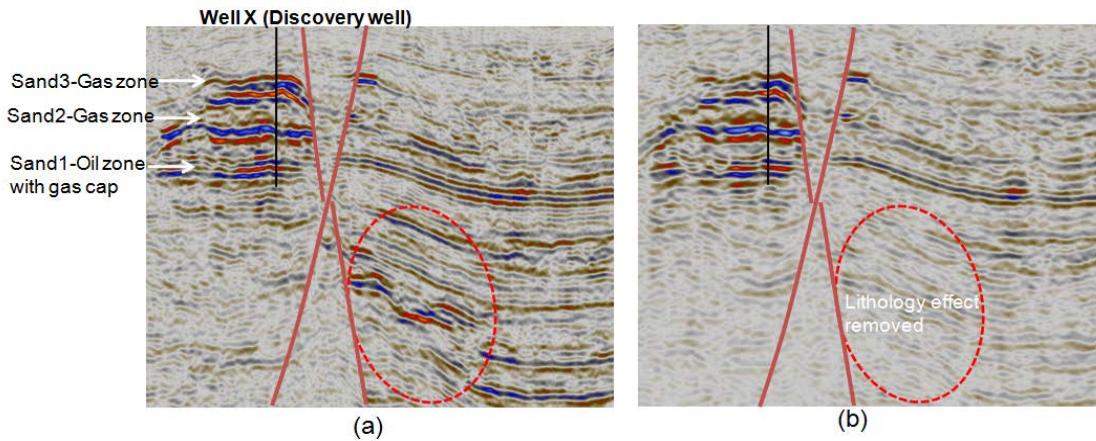 Well X (Discovery well)
Sand3-Gas zone
Sand2-Gas zone
Sand1-Oil zone
with gas cap
Lithology effect
removed
(a)
(b)